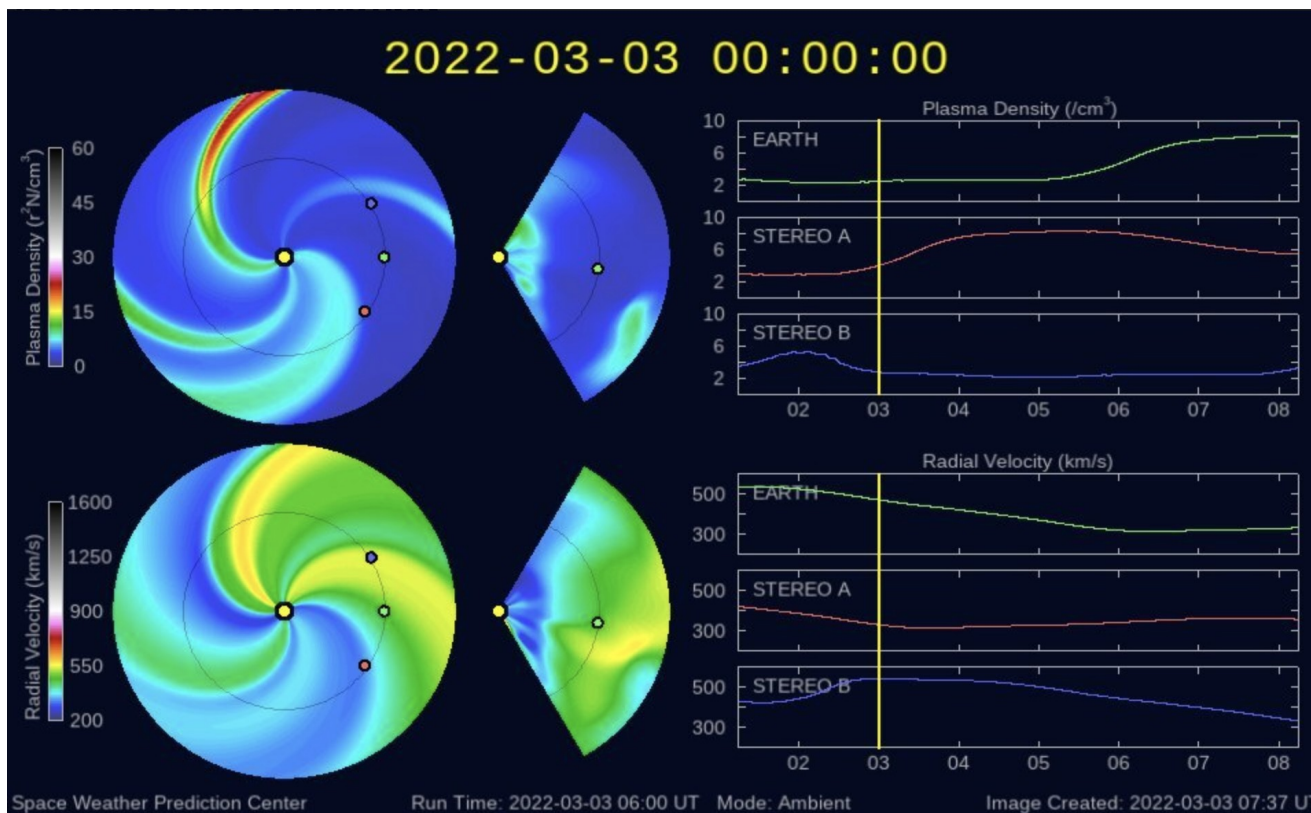 2022-03-03 00:00:00
Plasma Density (r²N/cm³)
60
45
30
15
0
Plasma Density (/cm³)
10
6
2
EARTH
10
6
2
STEREO A
10
6
2
STEREO B
02 03 04 05 06 07 08
Radial Velocity (km/s)
1600
1250
900
550
200
Radial Velocity (km/s)
500
300
EARTH
500
300
STEREO A
500
300
STEREO B
02 03 04 05 06 07 08
Space Weather Prediction Center Run Time: 2022-03-03 06:00 UT Mode: Ambient Image Created: 2022-03-03 07:37 U